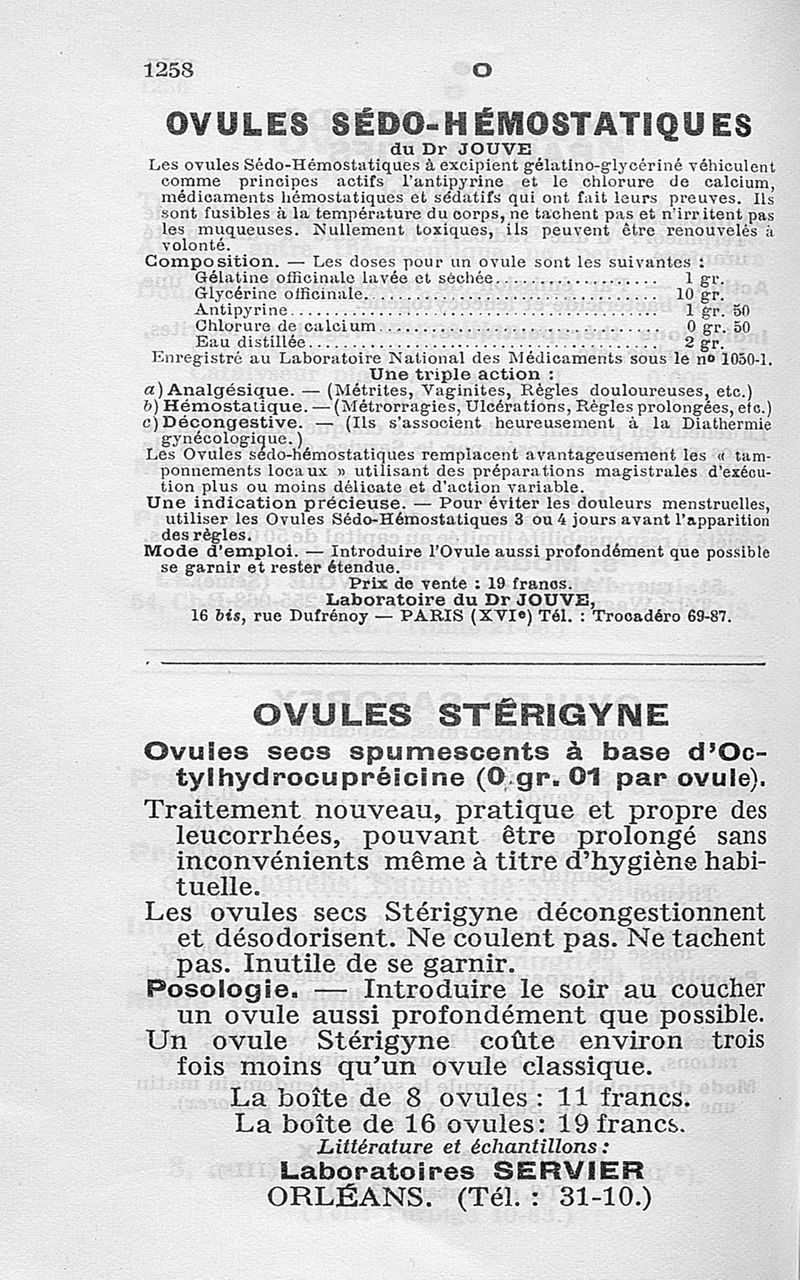 1258
O
OVULES SÉDO-HÉMOSTATIQUES
du Dr JOUVE
Les ovules Sédo-Hémostatiques à excipient gélatino-glycériné véhiculent
comme principes actifs l'antipyrine et le chlorure de calcium,
médicaments hémostatiques et sédatifs qui ont fait leurs preuves. Ils
sont fusibles à la température du corps, ne tachent pas et n'irritent pas
les muqueuses. Nullement toxiques, ils peuvent être renouvelés à
volonté.
Composition. — Les doses pour un ovule sont les suivantes :
Gélatine officinale lavée et séchée.................. 1 gr.
Glycérine officinale.................................. 10 gr.
Antipyrine............................................ 1 gr. 50
Chlorure de calcium................................. 0 gr. 50
Eau distillée......................................... 2 gr.
Enregistré au Laboratoire National des Médicaments sous le nº 1050-1.
Une triple action :
a) Analgésique. — (Métrites, Vaginites, Règles douloureuses, etc.)
b) Hémostatique. — (Métrorragies, Ulcérations, Règles prolongées, etc.)
c) Décongestive. — (Ils s'associent heureusement à la Diathermie
gynécologique.)
Les Ovules sédo-hémostatiques remplacent avantageusement les « tam-
ponnements locaux » utilisant des préparations magistrales d'exécu-
tion plus ou moins délicate et d'action variable.
Une indication précieuse. — Pour éviter les douleurs menstruelles,
utiliser les Ovules Sédo-Hémostatiques 3 ou 4 jours avant l'apparition
des règles.
Mode d'emploi. — Introduire l'Ovule aussi profondément que possible
se garnir et rester étendue.
Prix de vente : 19 francs.
Laboratoire du Dr JOUVE,
16 bis, rue Dufrénoy — PARIS (XVIe) Tél. : Trocadéro 69-87.
OVULES STÉRIGYNE
Ovules secs spumescents à base d'Oc-
tylhydrocupréicine (0 gr. 01 par ovule).
Traitement nouveau, pratique et propre des
leucorrhées, pouvant être prolongé sans
inconvénients même à titre d'hygiène habi-
tuelle.
Les ovules secs Stérigyne décongestionnent
et désodorisent. Ne coulent pas. Ne tachent
pas. Inutile de se garnir.
Posologie. — Introduire le soir au coucher
un ovule aussi profondément que possible.
Un ovule Stérigyne coûte environ trois
fois moins qu'un ovule classique.
La boîte de 8 ovules : 11 francs.
La boîte de 16 ovules: 19 francs.
Littérature et échantillons :
Laboratoires SERVIER
ORLÉANS. (Tél. : 31-10.)